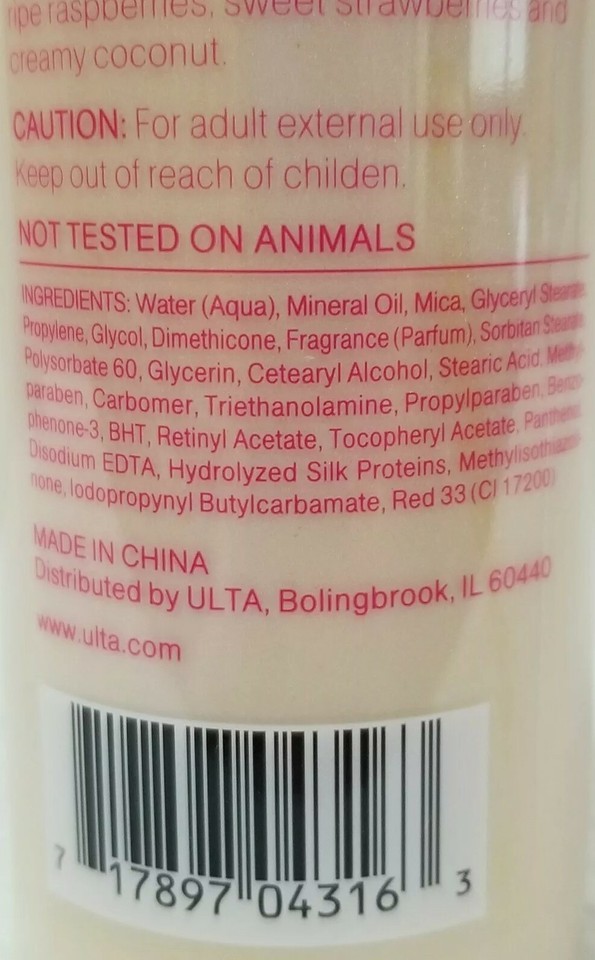 ripe raspberries, sweet strawberries and
creamy coconut.
CAUTION: For adult external use only.
Keep out of reach of childen.
NOT TESTED ON ANIMALS
INGREDIENTS: Water (Aqua), Mineral Oil, Mica, Glyceryl
Propylene, Glycol, Dimethicone, Fragrance (Parfum), Sorbitan
Polysorbate 60, Glycerin, Cetearyl Alcohol, Stearic Acid, Methyl-
paraben, Carbomer, Triethanolamine, Propylparaben, Benzo-
phenone-3, BHT, Retinyl Acetate, Tocopheryl Acetate,
Disodium EDTA, Hydrolyzed Silk Proteins, Methylisothiazo-
none, Iodopropynyl Butylcarbamate, Red 33 (CI 17200)
MADE IN CHINA
Distributed by ULTA, Bolingbrook, IL 60440
www.ulta.com
7 17897 04316 3